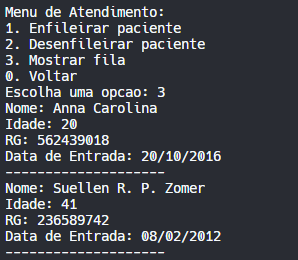 Menu de Atendimento:
1. Enfileirar paciente
2. Desenfileirar paciente
3. Mostrar fila
0. Voltar
Escolha uma opcao: 3
Nome: Anna Carolina
Idade: 20
RG: 562439018
Data de Entrada: 20/10/2016
--------------------
Nome: Suellen R. P. Zomer
Idade: 41
RG: 236589742
Data de Entrada: 08/02/2012
--------------------